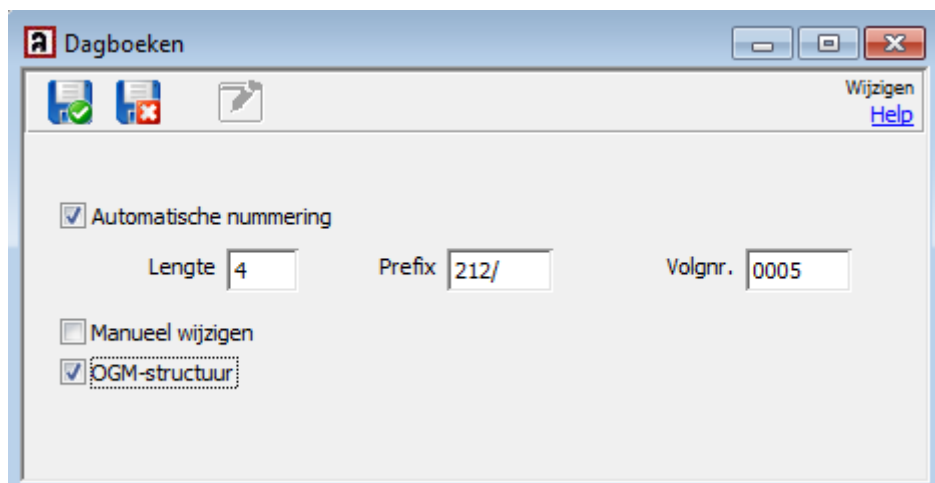 a Dagboeken
Wijzigen
Help
Automatische nummering
Lengte 4 Prefix 212/ Volgnr. 0005
Manueel wijzigen
OGM-structuur